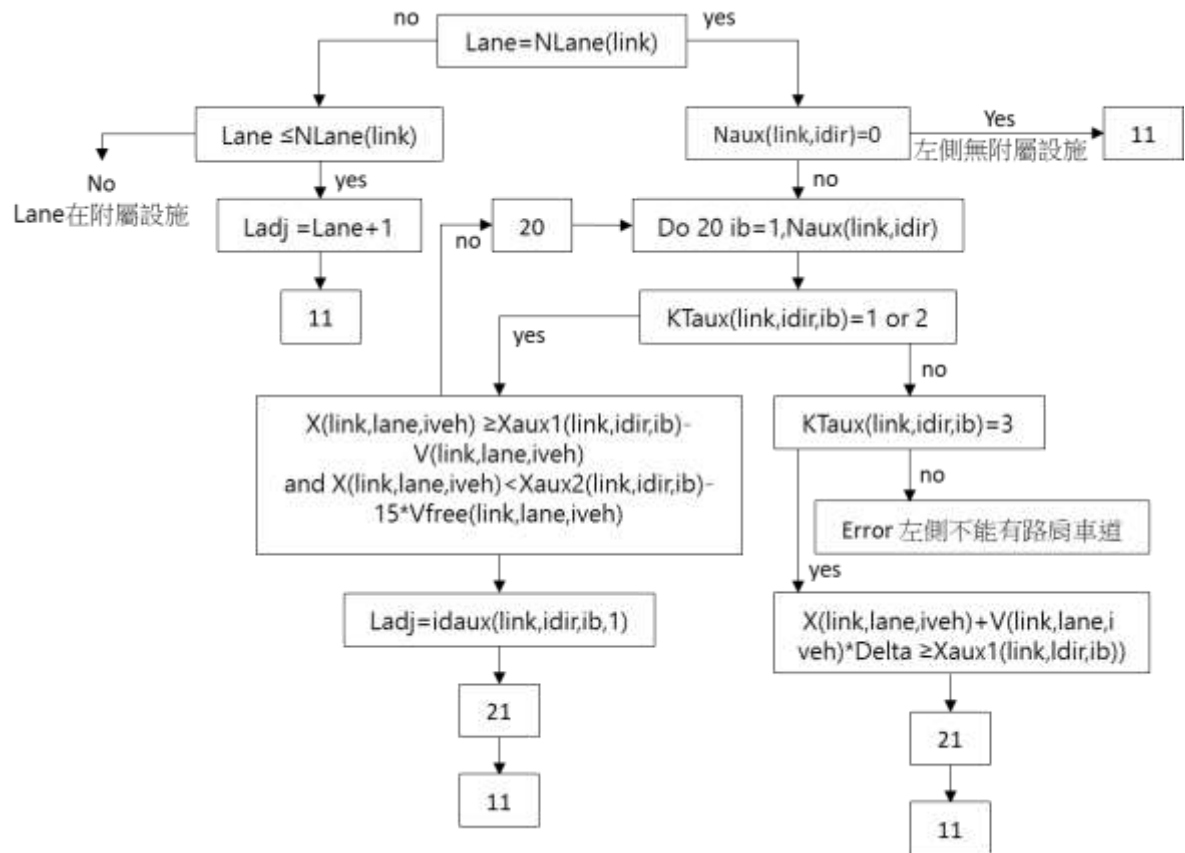 no
yes
Lane=NLane(link)
Lane ≤NLane(link)
Naux(link,idir)=0
Yes
左側無附屬設施
11
No
Lane在附屬設施
yes
no
Ladj =Lane+1
no
20
Do 20 ib=1,Naux(link,idir)
11
KTaux(link,idir,ib)=1 or 2
yes
no
X(link,lane,iveh) ≥Xaux1(link,idir,ib)-
V(link,lane,iveh)
and X(link,lane,iveh)<Xaux2(link,idir,ib)-
15*Vfree(link,lane,iveh)
KTaux(link,idir,ib)=3
no
Error 左側不能有路肩車道
yes
Ladj=idaux(link,idir,ib,1)
X(link,lane,iveh)+V(link,lane,i
veh)*Delta ≥Xaux1(link,ldir,ib))
21
21
11
11